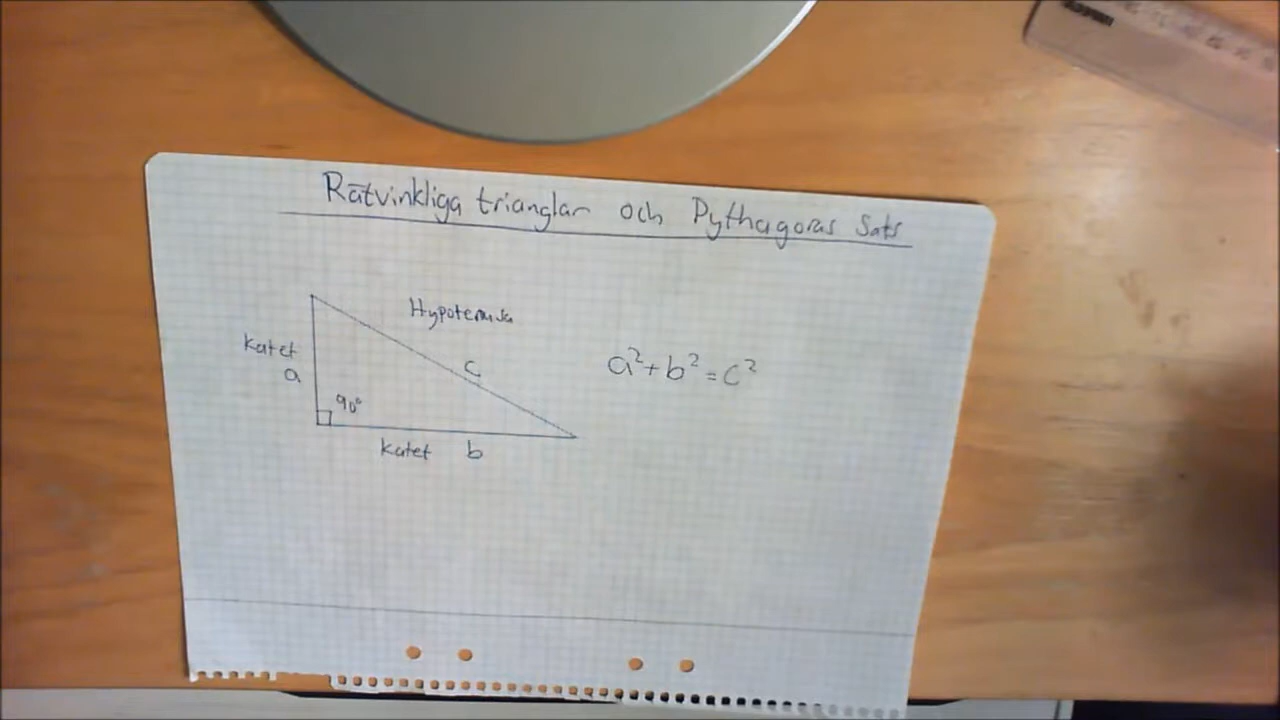 Rätvinkliga trianglar och Pythagoras Sats
Hypotenusa
katet
a
c
90°
katet b
a²+b²=c²